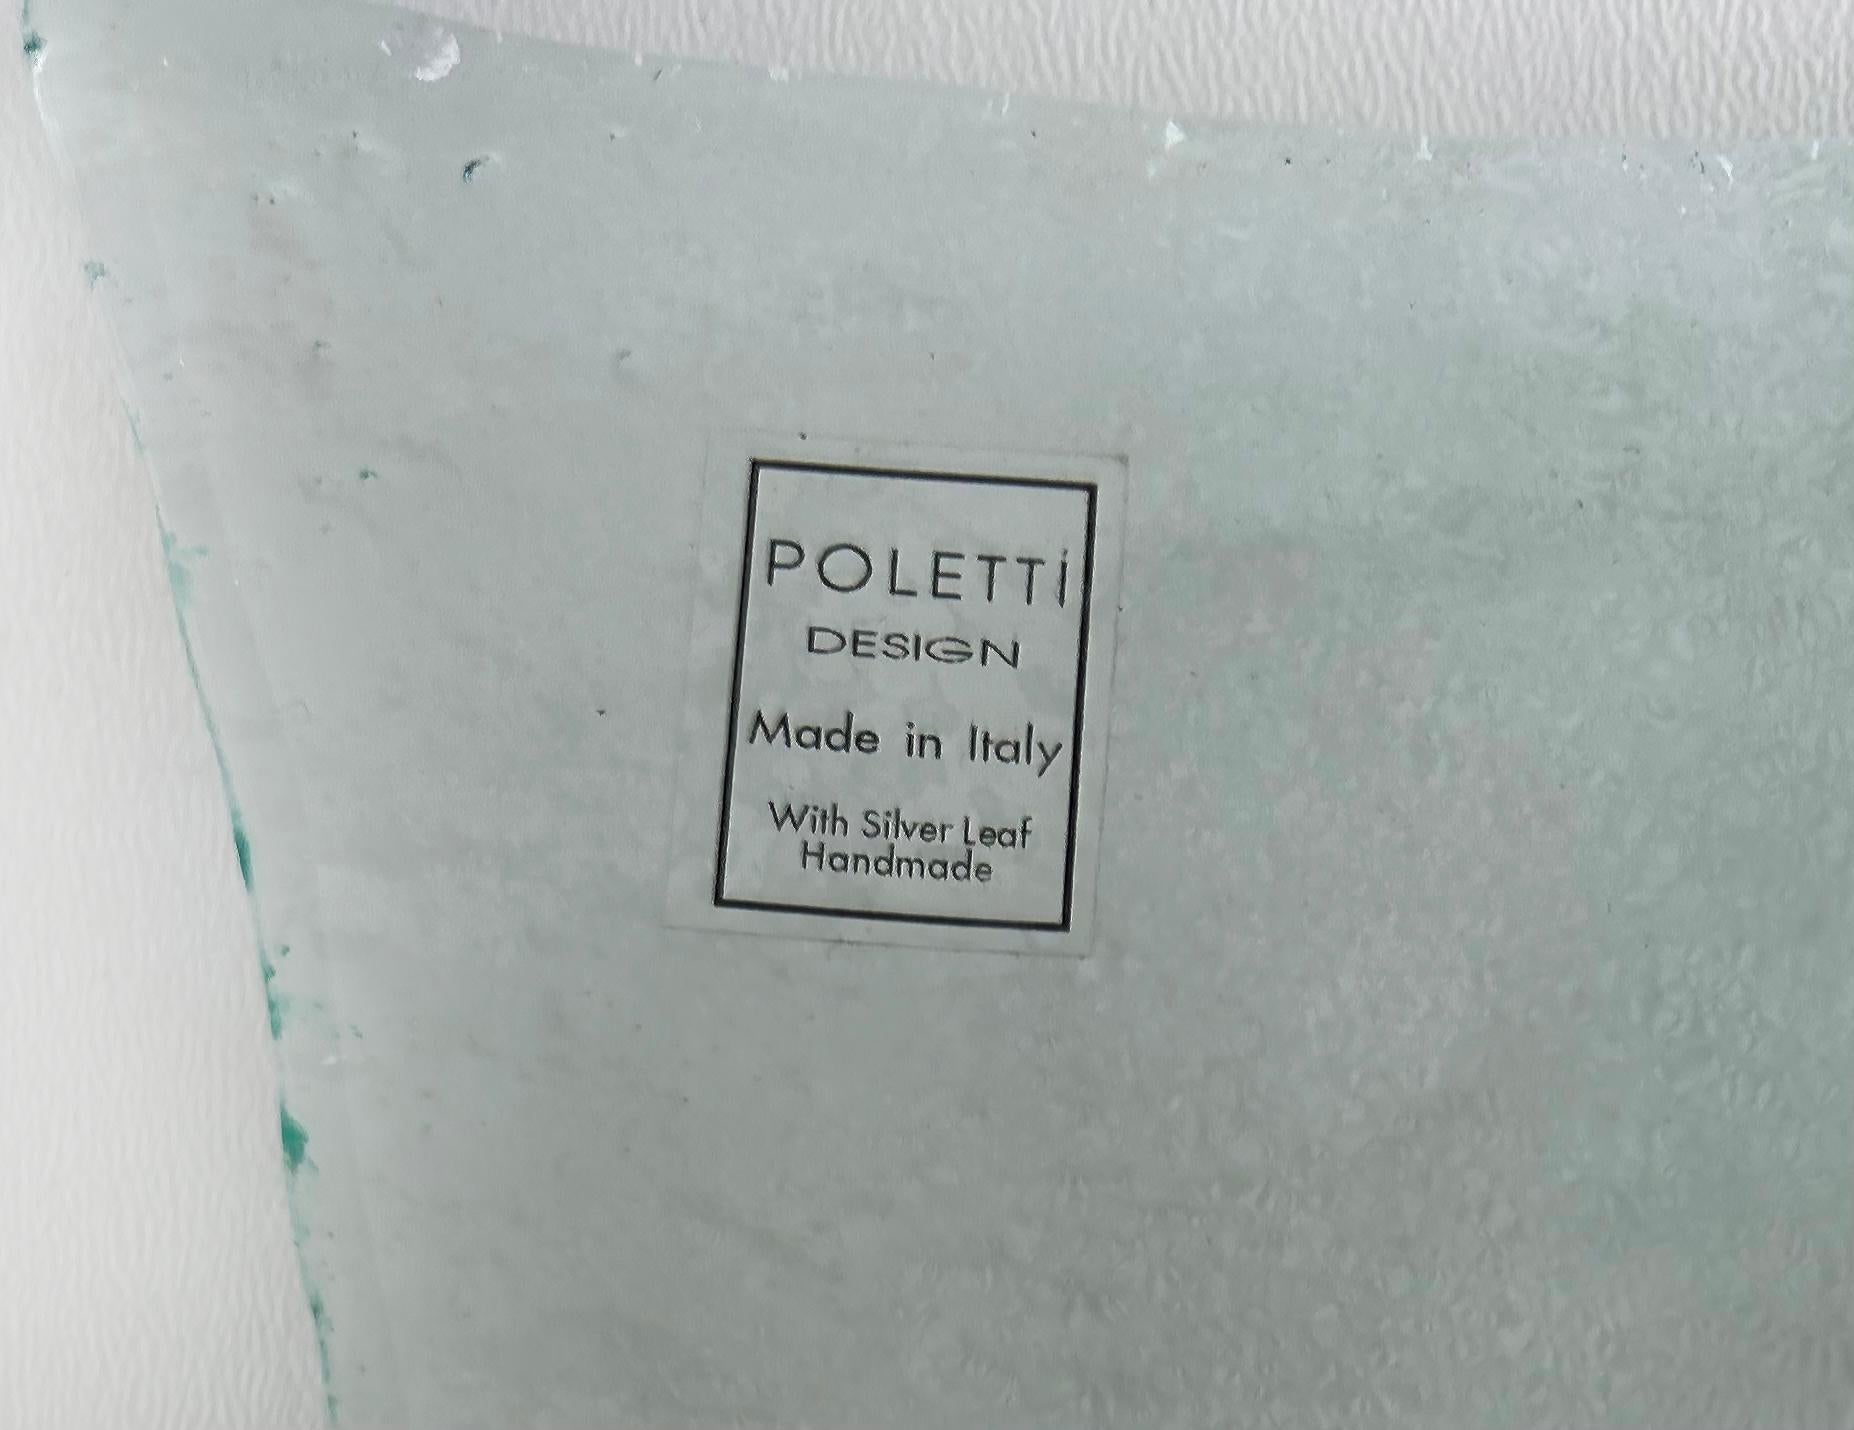 POLETTi
DESIGN
Made in Italy
With Silver Leaf
Handmade